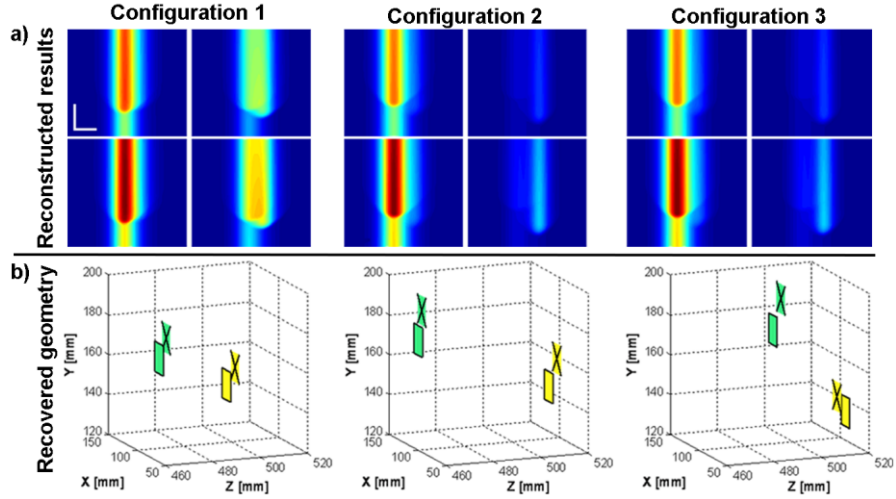 Configuration 1
Configuration 2
Configuration 3
a)
Reconstructed results
b)
Recovered geometry
200
180
160
140
120
Y [mm]
150
100
50
X [mm]
460
480
500
520
Z [mm]
200
180
160
140
120
Y [mm]
150
100
50
X [mm]
460
480
500
520
Z [mm]
200
180
160
140
120
Y [mm]
150
100
50
X [mm]
460
480
500
520
Z [mm]